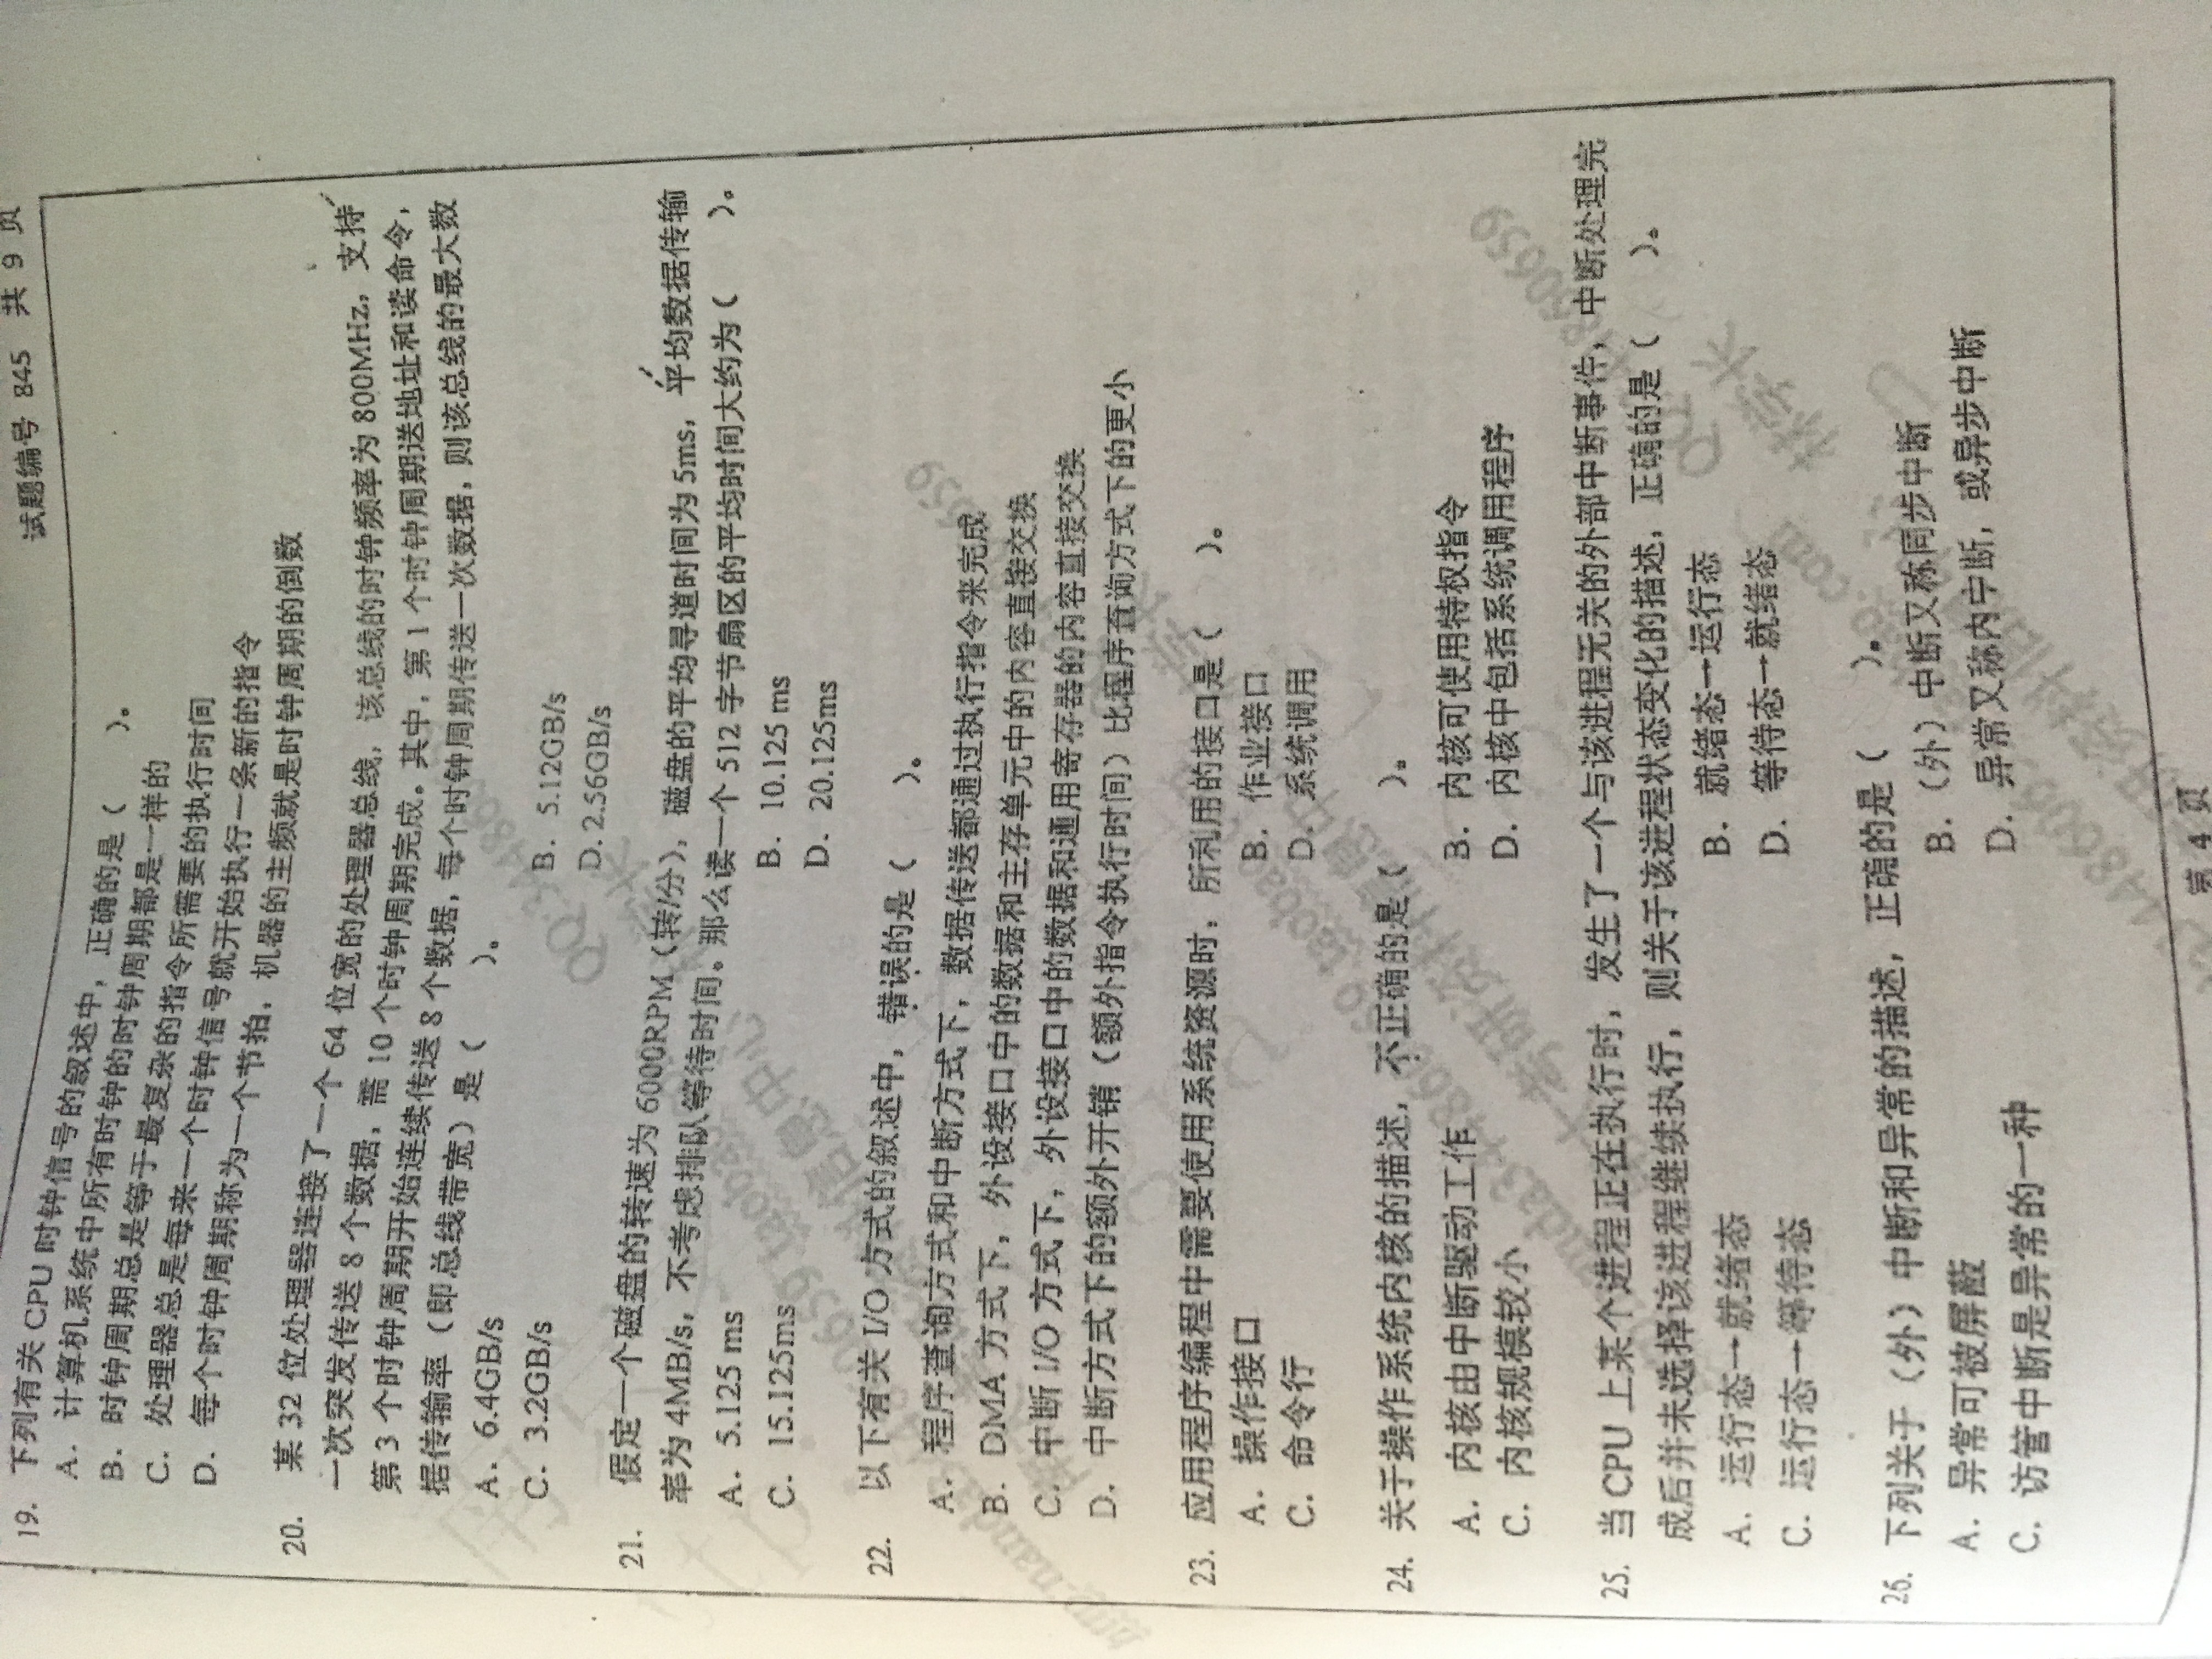 试题编号 845 共 9 页
19. 下列有关 CPU 时钟信号的叙述中，正确的是（ ）。
A. 计算机系统中所有时钟的时钟周期都是一样的
B. 时钟周期总是等于最复杂的指令所需要的执行时间
C. 处理器总是每来一个时钟信号就开始执行一条新的指令
D. 每个时钟周期称为一个节拍，机器的主频就是时钟周期的倒数
20. 某 32 位处理器连接了一个 64 位宽的处理器总线，该总线的时钟频率为 800MHz，支持
一次突发传送 8 个数据，需 10 个时钟周期完成。其中，第 1 个时钟周期送地址和读命令，
第 3 个时钟周期开始连续传送 8 个数据，每个时钟周期传送一次数据，则该总线的最大数
据传输率（即总线带宽）是（ ）。
A. 6.4GB/s B. 5.12GB/s
C. 3.2GB/s D. 2.56GB/s
21. 假定一个磁盘的转速为 6000RPM（转/分），磁盘的平均寻道时间为 5ms，平均数据传输
率为 4MB/s，不考虑排队等待时间。那么读一个 512 字节扇区的平均时间大约为（ ）。
A. 5.125 ms B. 10.125 ms
C. 15.125ms D. 20.125ms
22. 以下有关 I/O 方式的叙述中，错误的是（ ）。
A. 程序查询方式和中断方式下，数据传送都通过执行指令来完成
B. DMA 方式下，外设接口中的数据和主存单元中的内容直接交换
C. 中断 I/O 方式下，外设接口中的数据和通用寄存器的内容直接交换
D. 中断方式下的额外开销（额外指令执行时间）比程序查询方式下的更小
23. 应用程序编程中需要使用系统资源时，所利用的接口是（ ）。
A. 操作接口 B. 作业接口
C. 命令行 D. 系统调用
24. 关于操作系统内核的描述，不正确的是（ ）。
A. 内核由中断驱动工作 B. 内核可使用特权指令
C. 内核规模较小 D. 内核中包括系统调用程序
25. 当 CPU 上某个进程正在执行时，发生了一个与该进程无关的外部中断事件，中断处理完
成后并未选择该进程继续执行，则关于该进程状态变化的描述，正确的是（ ）。
A. 运行态→就绪态 B. 就绪态→运行态
C. 运行态→等待态 D. 等待态→就绪态
26. 下列关于（外）中断和异常的描述，正确的是（ ）。
A. 异常可被屏蔽 B.（外）中断又称同步中断
C. 访管中断是异常的一种 D. 异常又称内中断，或异步中断
第 4 页